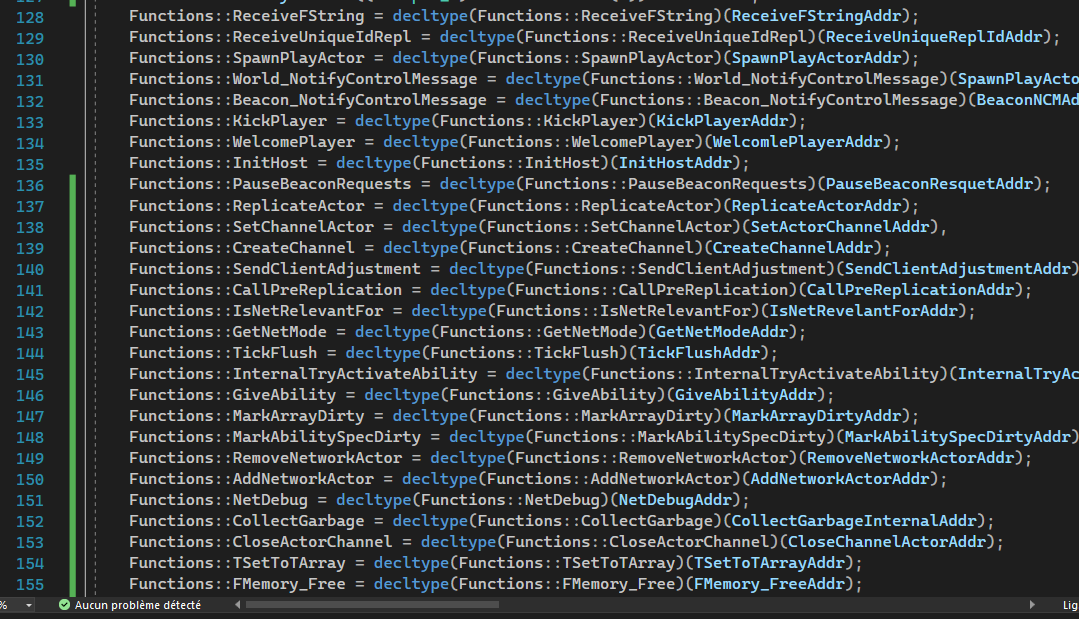 128 Functions::ReceiveFString = decltype(Functions::ReceiveFString)(ReceiveFStringAddr);
129 Functions::ReceiveUniqueIdRepl = decltype(Functions::ReceiveUniqueIdRepl)(ReceiveUniqueReplIdAddr);
130 Functions::SpawnPlayActor = decltype(Functions::SpawnPlayActor)(SpawnPlayActorAddr);
131 Functions::World_NotifyControlMessage = decltype(Functions::World_NotifyControlMessage)(SpawnPlayActo
132 Functions::Beacon_NotifyControlMessage = decltype(Functions::Beacon_NotifyControlMessage)(BeaconNCMAd
133 Functions::KickPlayer = decltype(Functions::KickPlayer)(KickPlayerAddr);
134 Functions::WelcomePlayer = decltype(Functions::WelcomePlayer)(WelcomlePlayerAddr);
135 Functions::InitHost = decltype(Functions::InitHost)(InitHostAddr);
136 Functions::PauseBeaconRequests = decltype(Functions::PauseBeaconRequests)(PauseBeaconResquetAddr);
137 Functions::ReplicateActor = decltype(Functions::ReplicateActor)(ReplicateActorAddr);
138 Functions::SetChannelActor = decltype(Functions::SetChannelActor)(SetActorChannelAddr),
139 Functions::CreateChannel = decltype(Functions::CreateChannel)(CreateChannelAddr);
140 Functions::SendClientAdjustment = decltype(Functions::SendClientAdjustment)(SendClientAdjustmentAddr)
141 Functions::CallPreReplication = decltype(Functions::CallPreReplication)(CallPreReplicationAddr);
142 Functions::IsNetRelevantFor = decltype(Functions::IsNetRelevantFor)(IsNetRevelantForAddr);
143 Functions::GetNetMode = decltype(Functions::GetNetMode)(GetNetModeAddr);
144 Functions::TickFlush = decltype(Functions::TickFlush)(TickFlushAddr);
145 Functions::InternalTryActivateAbility = decltype(Functions::InternalTryActivateAbility)(InternalTryAc
146 Functions::GiveAbility = decltype(Functions::GiveAbility)(GiveAbilityAddr);
147 Functions::MarkArrayDirty = decltype(Functions::MarkArrayDirty)(MarkArrayDirtyAddr);
148 Functions::MarkAbilitySpecDirty = decltype(Functions::MarkAbilitySpecDirty)(MarkAbilitySpecDirtyAddr)
149 Functions::RemoveNetworkActor = decltype(Functions::RemoveNetworkActor)(RemoveNetworkActorAddr);
150 Functions::AddNetworkActor = decltype(Functions::AddNetworkActor)(AddNetworkActorAddr);
151 Functions::NetDebug = decltype(Functions::NetDebug)(NetDebugAddr);
152 Functions::CollectGarbage = decltype(Functions::CollectGarbage)(CollectGarbageInternalAddr);
153 Functions::CloseActorChannel = decltype(Functions::CloseActorChannel)(CloseChannelActorAddr);
154 Functions::TSetToTArray = decltype(Functions::TSetToTArray)(TSetToTArrayAddr);
155 Functions::FMemory_Free = decltype(Functions::FMemory_Free)(FMemory_FreeAddr);
% Aucun problème détecté Lig